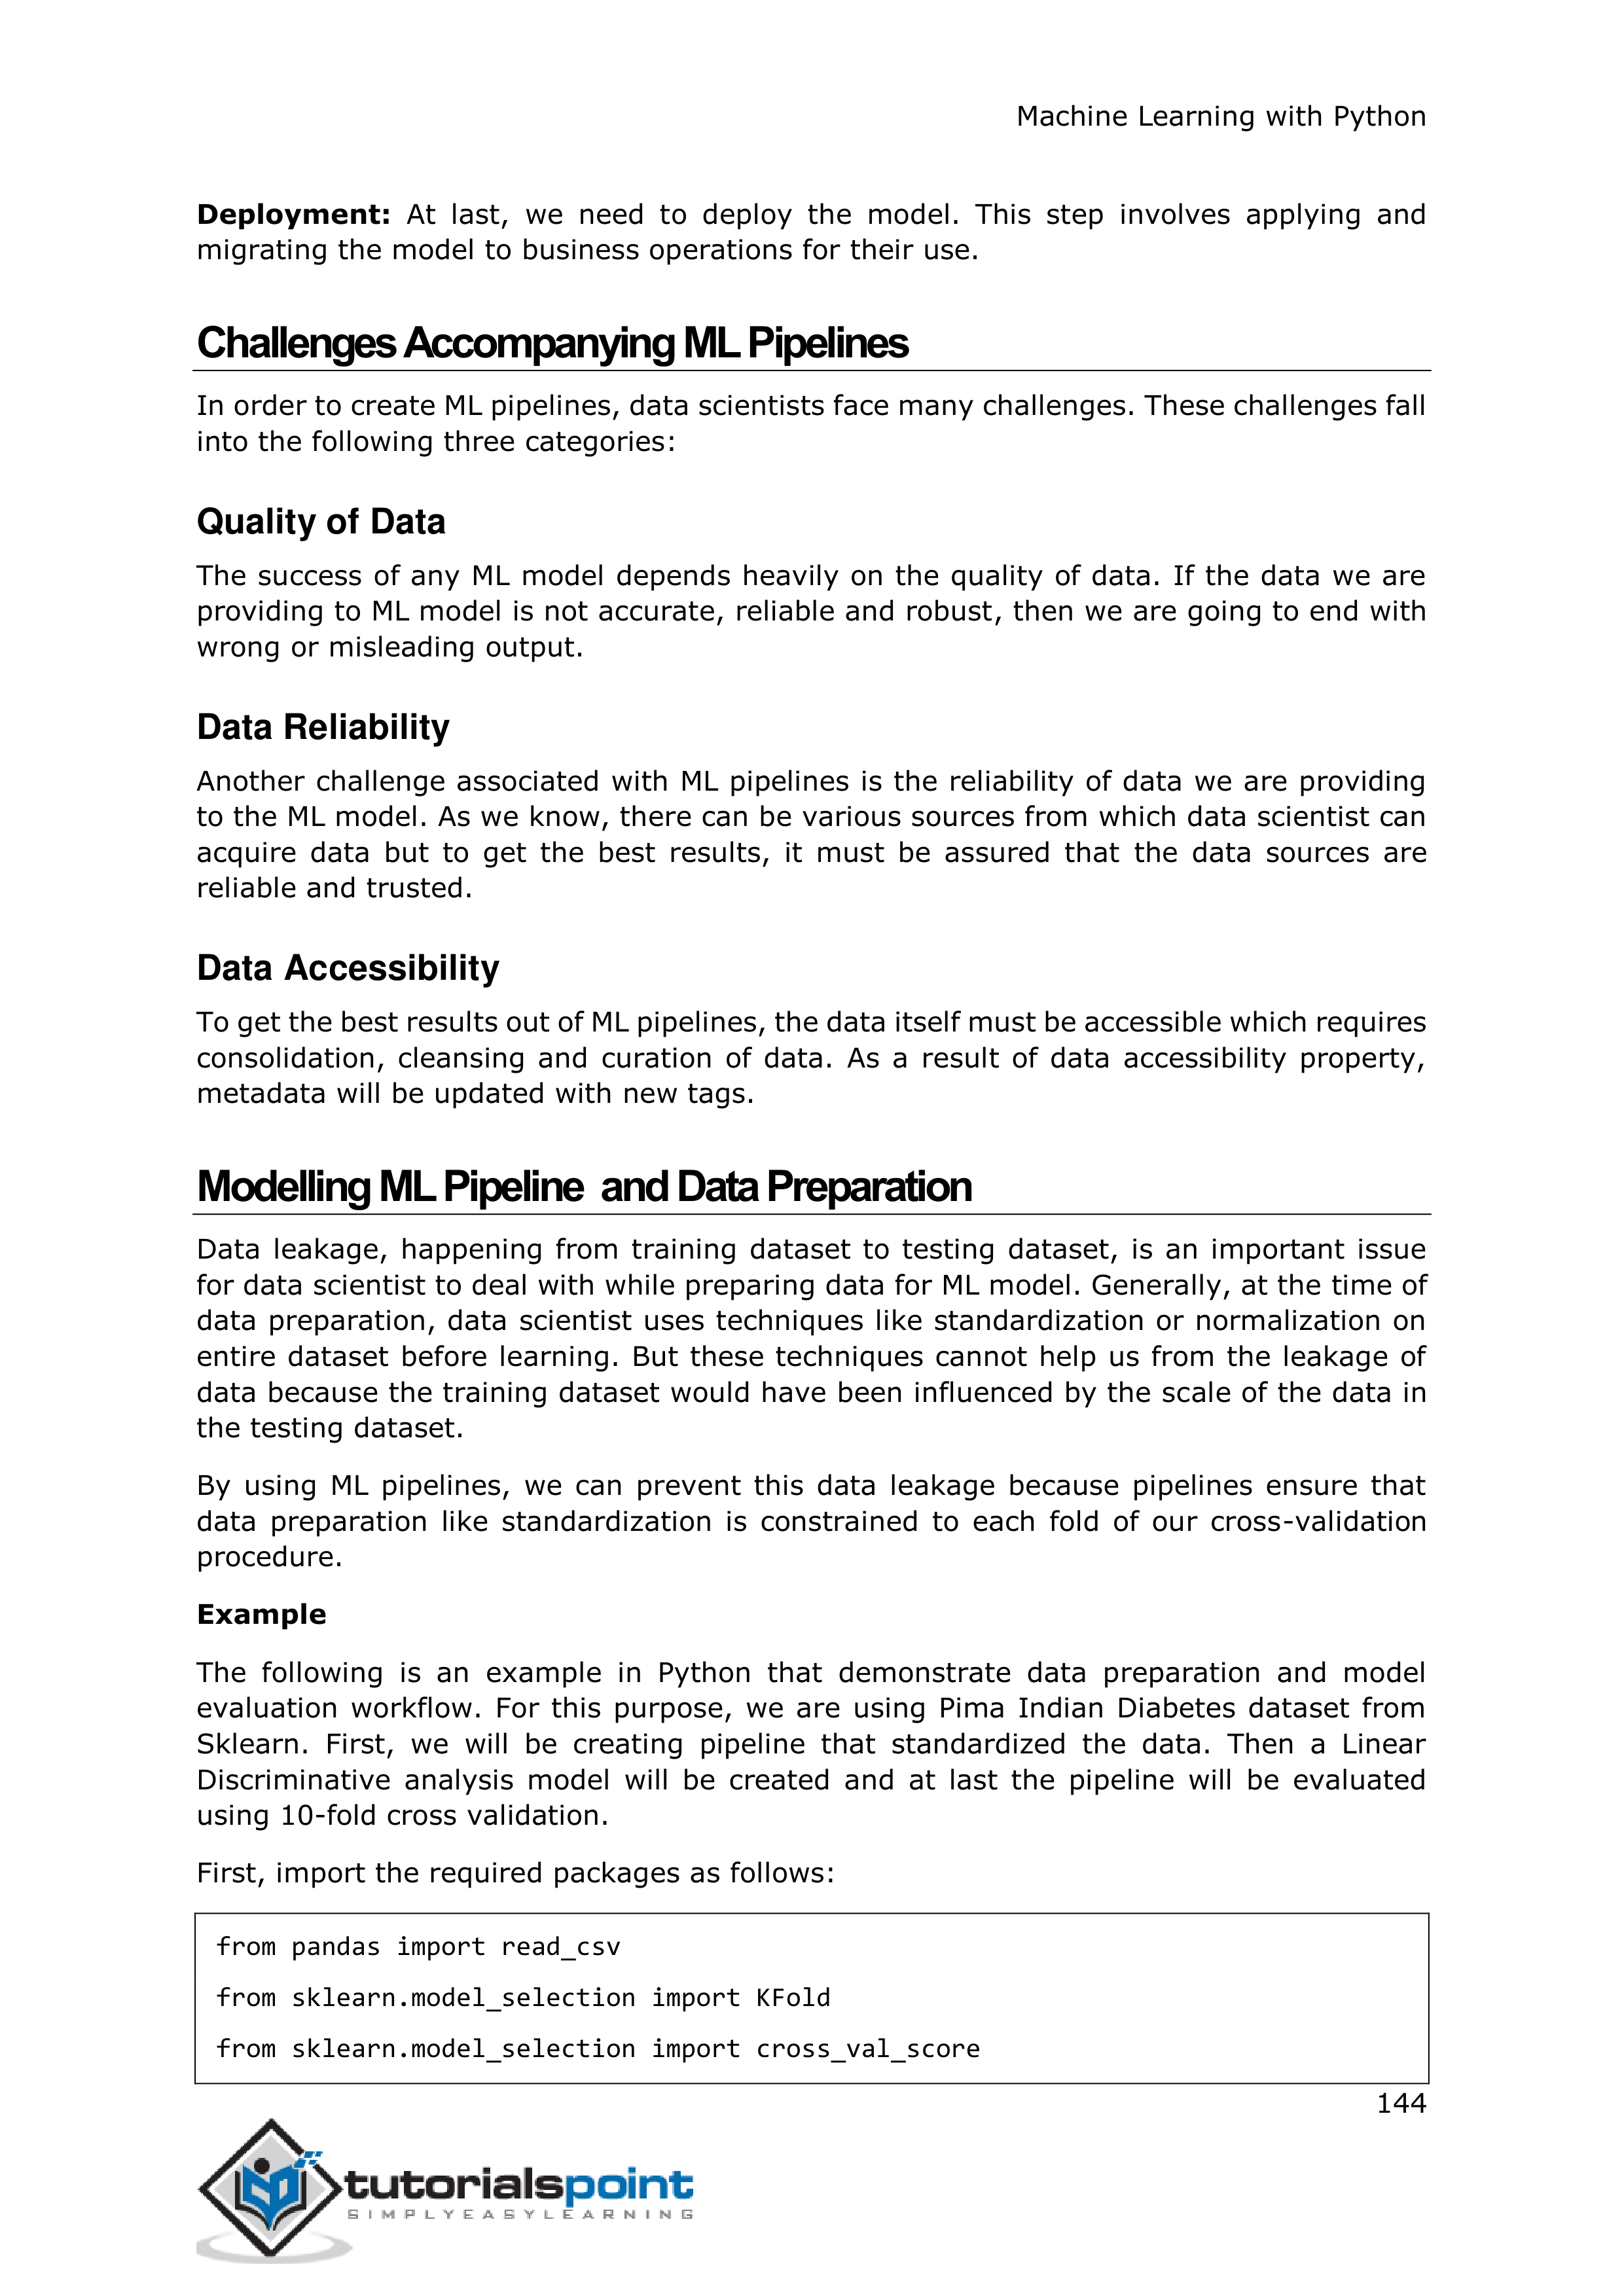 Machine Learning with Python
Deployment: At last, we need to deploy the model. This step involves applying and
migrating the model to business operations for their use.
Challenges Accompanying ML Pipelines
In order to create ML pipelines, data scientists face many challenges. These challenges fall
into the following three categories:
Quality of Data
The success of any ML model depends heavily on the quality of data. If the data we are
providing to ML model is not accurate, reliable and robust, then we are going to end with
wrong or misleading output.
Data Reliability
Another challenge associated with ML pipelines is the reliability of data we are providing
to the ML model. As we know, there can be various sources from which data scientist can
acquire data but to get the best results, it must be assured that the data sources are
reliable and trusted.
Data Accessibility
To get the best results out of ML pipelines, the data itself must be accessible which requires
consolidation, cleansing and curation of data. As a result of data accessibility property,
metadata will be updated with new tags.
Modelling ML Pipeline and Data Preparation
Data leakage, happening from training dataset to testing dataset, is an important issue
for data scientist to deal with while preparing data for ML model. Generally, at the time of
data preparation, data scientist uses techniques like standardization or normalization on
entire dataset before learning. But these techniques cannot help us from the leakage of
data because the training dataset would have been influenced by the scale of the data in
the testing dataset.
By using ML pipelines, we can prevent this data leakage because pipelines ensure that
data preparation like standardization is constrained to each fold of our cross-validation
procedure.
Example
The following is an example in Python that demonstrate data preparation and model
evaluation workflow. For this purpose, we are using Pima Indian Diabetes dataset from
Sklearn. First, we will be creating pipeline that standardized the data. Then a Linear
Discriminative analysis model will be created and at last the pipeline will be evaluated
using 10-fold cross validation.
First, import the required packages as follows:
from pandas import read_csv
from sklearn.model_selection import KFold
from sklearn.model_selection import cross_val_score
144
tutorialspoint
SIMPLYEASYLEARNING